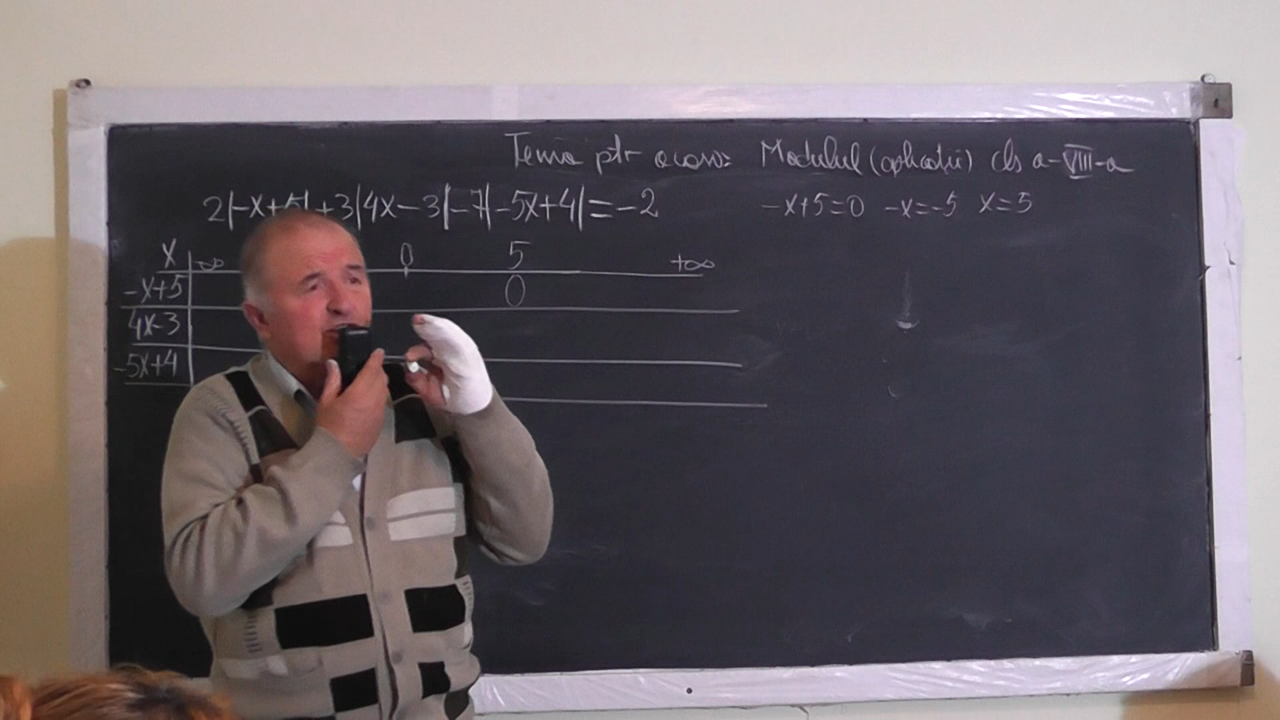 Tema ptr acasă: Modulul (aplicații) cls a-VIII-a
2|-x+5|+3|4x-3|-7|-5x+4|=-2
-x+5=0 -x=-5 x=5
x -∞ 0 5 +∞
-x+5 0
4x-3
-5x+4